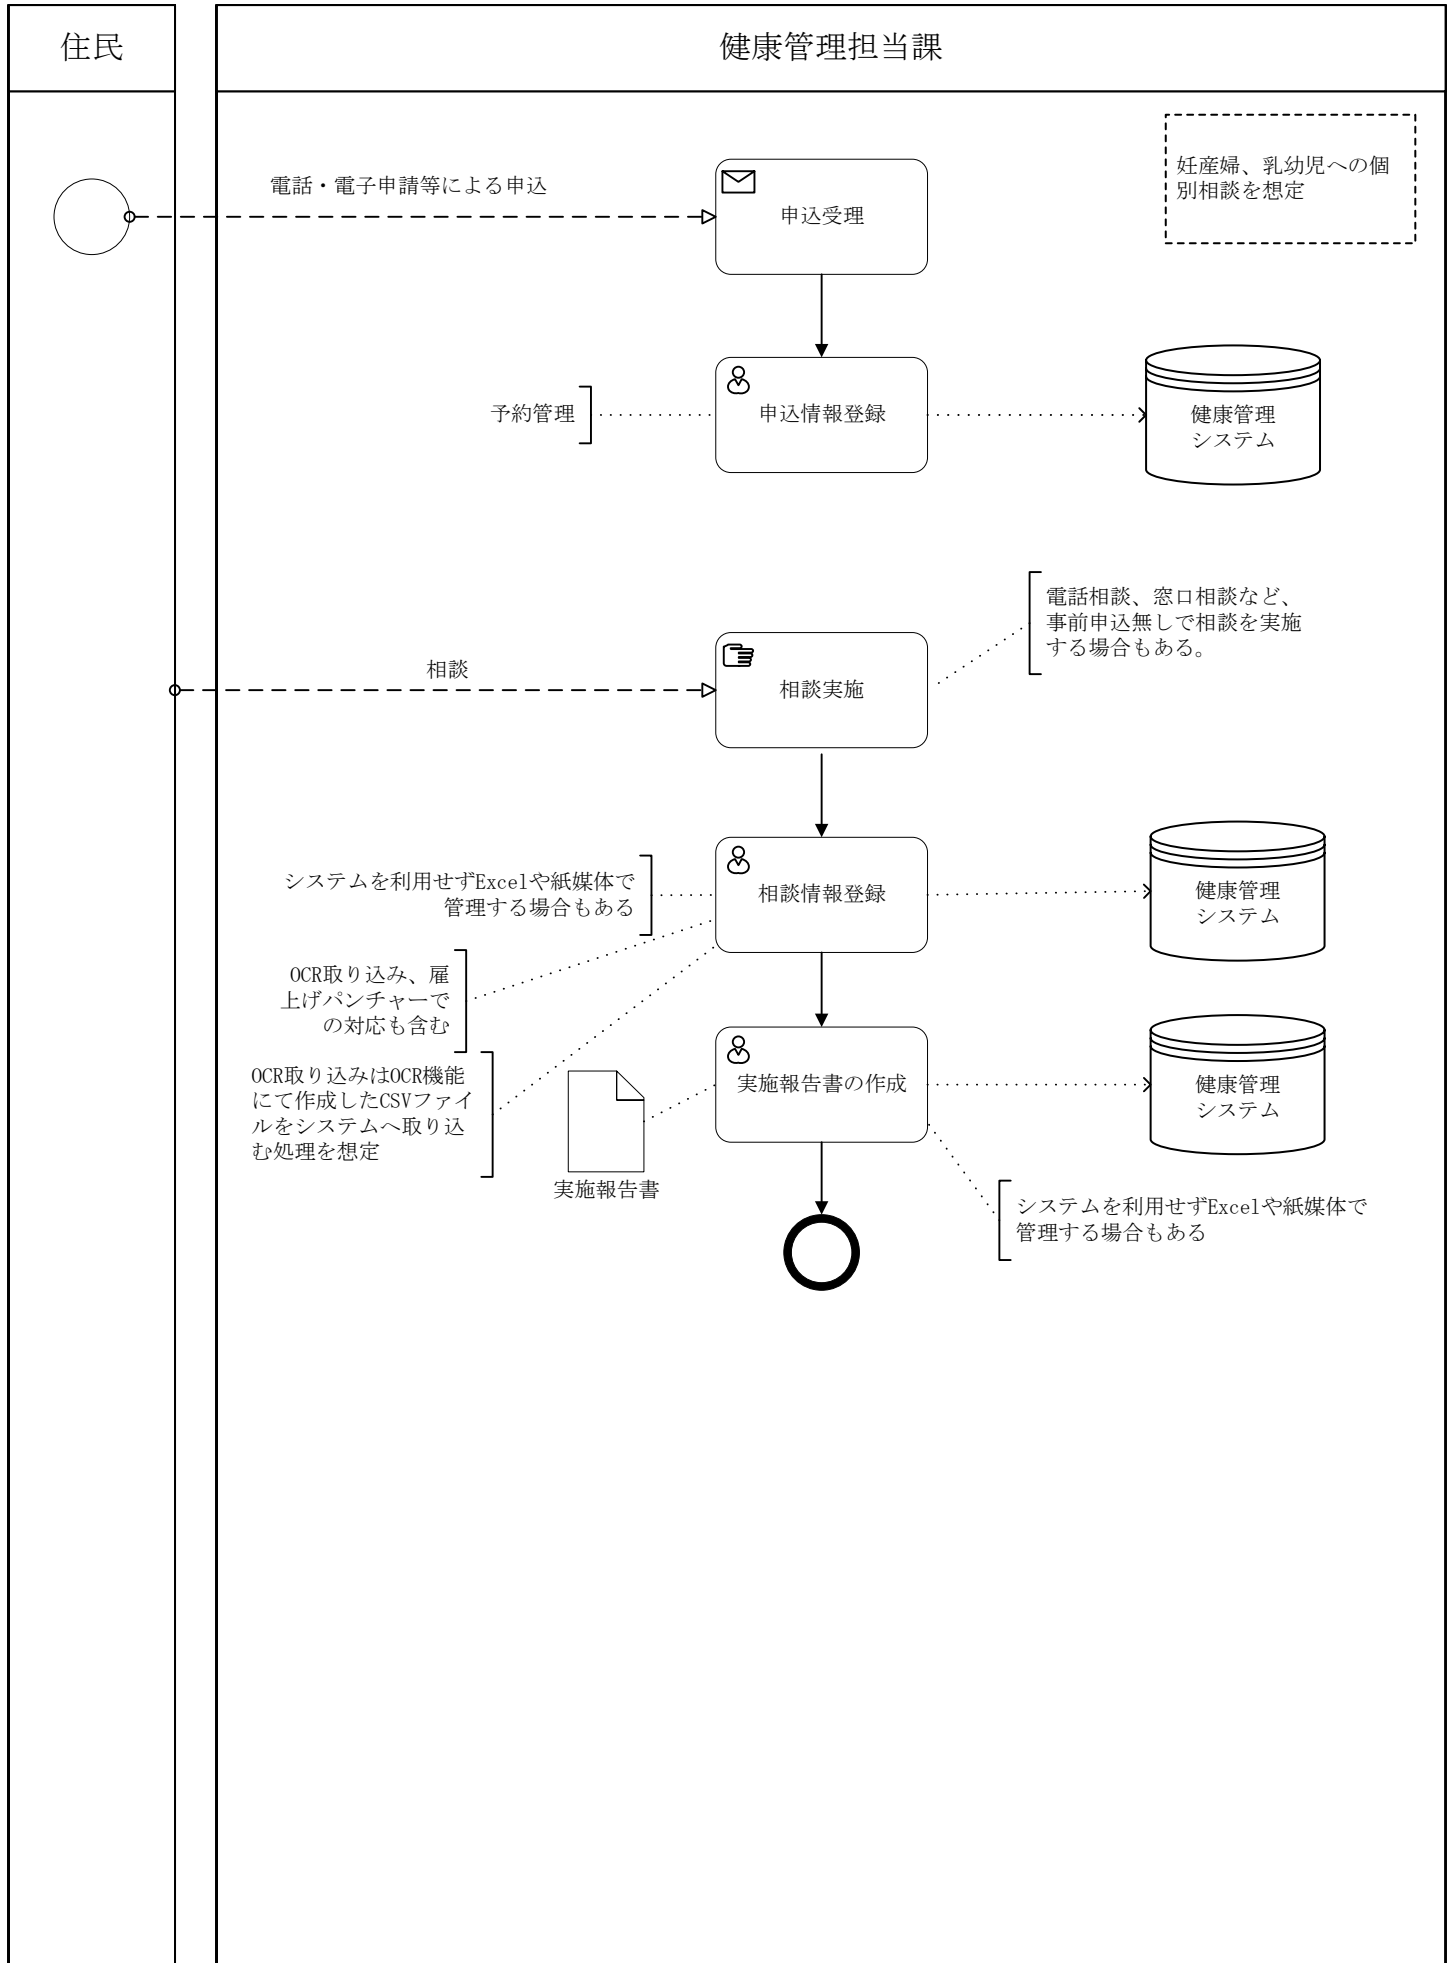 住民
健康管理担当課
妊産婦、乳幼児への個
別相談を想定
電話・電子申請等による申込
申込受理
予約管理
申込情報登録
健康管理
システム
電話相談、窓口相談など、
事前申込無しで相談を実施
する場合もある。
相談
相談実施
システムを利用せずExcelや紙媒体で
管理する場合もある
相談情報登録
健康管理
システム
OCR取り込み、雇
上げパンチャーで
の対応も含む
OCR取り込みはOCR機能
にて作成したCSVファイ
ルをシステムへ取り込
む処理を想定
実施報告書の作成
健康管理
システム
実施報告書
システムを利用せずExcelや紙媒体で
管理する場合もある